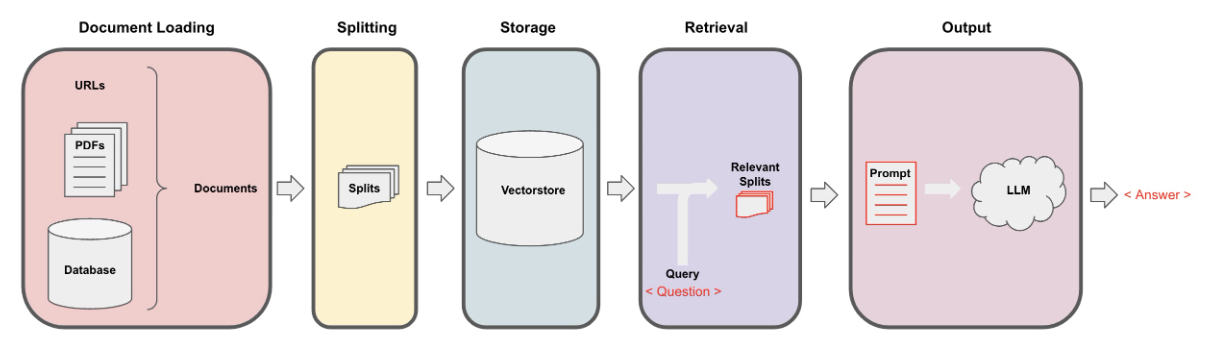 Document Loading
Splitting
Storage
Retrieval
Output
URLs
PDFs
Documents
Database
Splits
Vectorstore
Relevant
Splits
Query
< Question >
Prompt
LLM
< Answer >